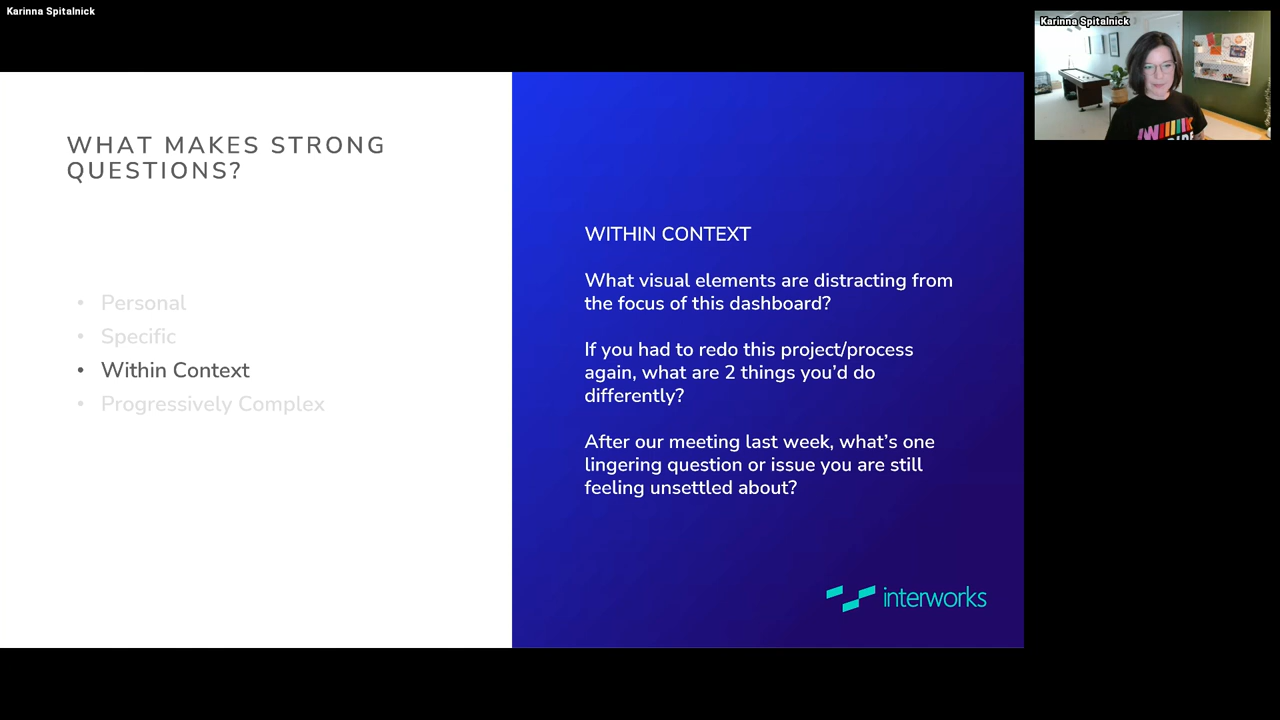 Karinna Spitalnick
Karinna Spitalnick
WHAT MAKES STRONG
QUESTIONS?
• Personal
• Specific
• Within Context
• Progressively Complex
WITHIN CONTEXT
What visual elements are distracting from
the focus of this dashboard?
If you had to redo this project/process
again, what are 2 things you’d do
differently?
After our meeting last week, what’s one
lingering question or issue you are still
feeling unsettled about?
interworks